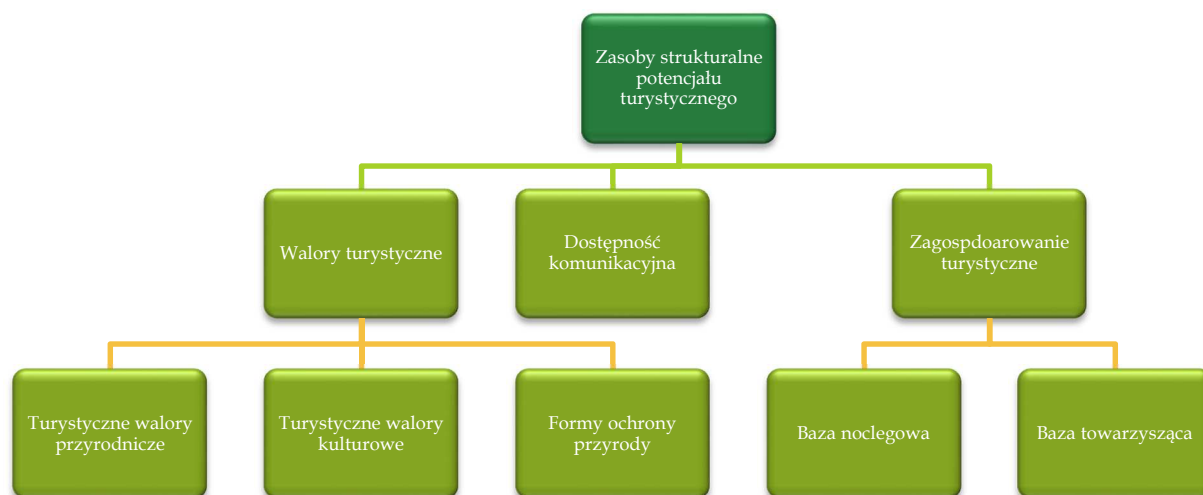 Zasoby strukturalne
potencjału
turystycznego
Walory turystyczne
Dostępność
komunikacyjna
Zagospdoarowanie
turystyczne
Turystyczne walory
przyrodnicze
Turystyczne walory
kulturowe
Formy ochrony
przyrody
Baza noclegowa
Baza towarzysząca